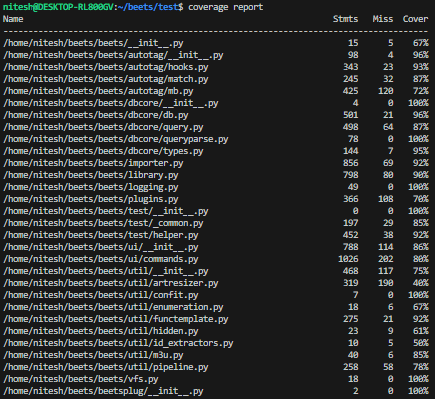 nitesh@DESKTOP-RL800GV:~/beets/test$ coverage report
Name Stmts Miss Cover
------------------------------------------------------------------------
/home/nitesh/beets/beets/__init__.py 15 5 67%
/home/nitesh/beets/beets/autotag/__init__.py 98 4 96%
/home/nitesh/beets/beets/autotag/hooks.py 343 23 93%
/home/nitesh/beets/beets/autotag/match.py 245 32 87%
/home/nitesh/beets/beets/autotag/mb.py 425 120 72%
/home/nitesh/beets/beets/dbcore/__init__.py 4 0 100%
/home/nitesh/beets/beets/dbcore/db.py 501 21 96%
/home/nitesh/beets/beets/dbcore/query.py 498 64 87%
/home/nitesh/beets/beets/dbcore/queryparse.py 78 0 100%
/home/nitesh/beets/beets/dbcore/types.py 144 7 95%
/home/nitesh/beets/beets/importer.py 856 69 92%
/home/nitesh/beets/beets/library.py 798 80 90%
/home/nitesh/beets/beets/logging.py 49 0 100%
/home/nitesh/beets/beets/plugins.py 366 108 70%
/home/nitesh/beets/beets/test/__init__.py 0 0 100%
/home/nitesh/beets/beets/test/_common.py 197 29 85%
/home/nitesh/beets/beets/test/helper.py 452 38 92%
/home/nitesh/beets/beets/ui/__init__.py 788 114 86%
/home/nitesh/beets/beets/ui/commands.py 1026 202 80%
/home/nitesh/beets/beets/util/__init__.py 468 117 75%
/home/nitesh/beets/beets/util/artresizer.py 319 190 40%
/home/nitesh/beets/beets/util/confit.py 7 0 100%
/home/nitesh/beets/beets/util/enumeration.py 18 6 67%
/home/nitesh/beets/beets/util/functemplate.py 275 21 92%
/home/nitesh/beets/beets/util/hidden.py 23 9 61%
/home/nitesh/beets/beets/util/id_extractors.py 10 5 50%
/home/nitesh/beets/beets/util/m3u.py 40 6 85%
/home/nitesh/beets/beets/util/pipeline.py 258 58 78%
/home/nitesh/beets/beets/vfs.py 18 0 100%
/home/nitesh/beets/beetsplug/__init__.py 2 0 100%